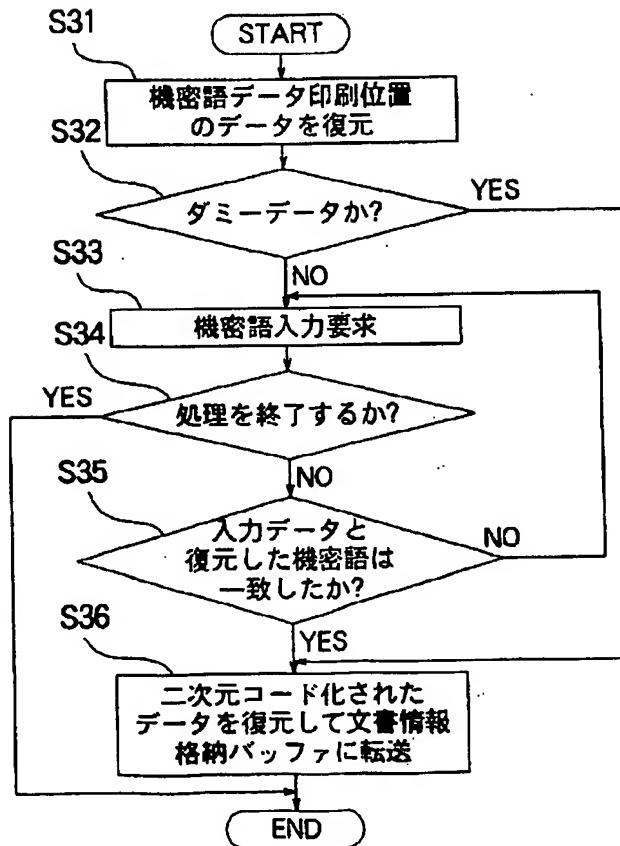 START
S31
機密語データ印刷位置
のデータを復元
S32
ダミーデータか?
YES
NO
S33
機密語入力要求
S34
YES
処理を終了するか?
NO
S35
入力データと
復元した機密語は
一致したか?
NO
YES
S36
二次元コード化された
データを復元して文書情報
格納バッファに転送
END